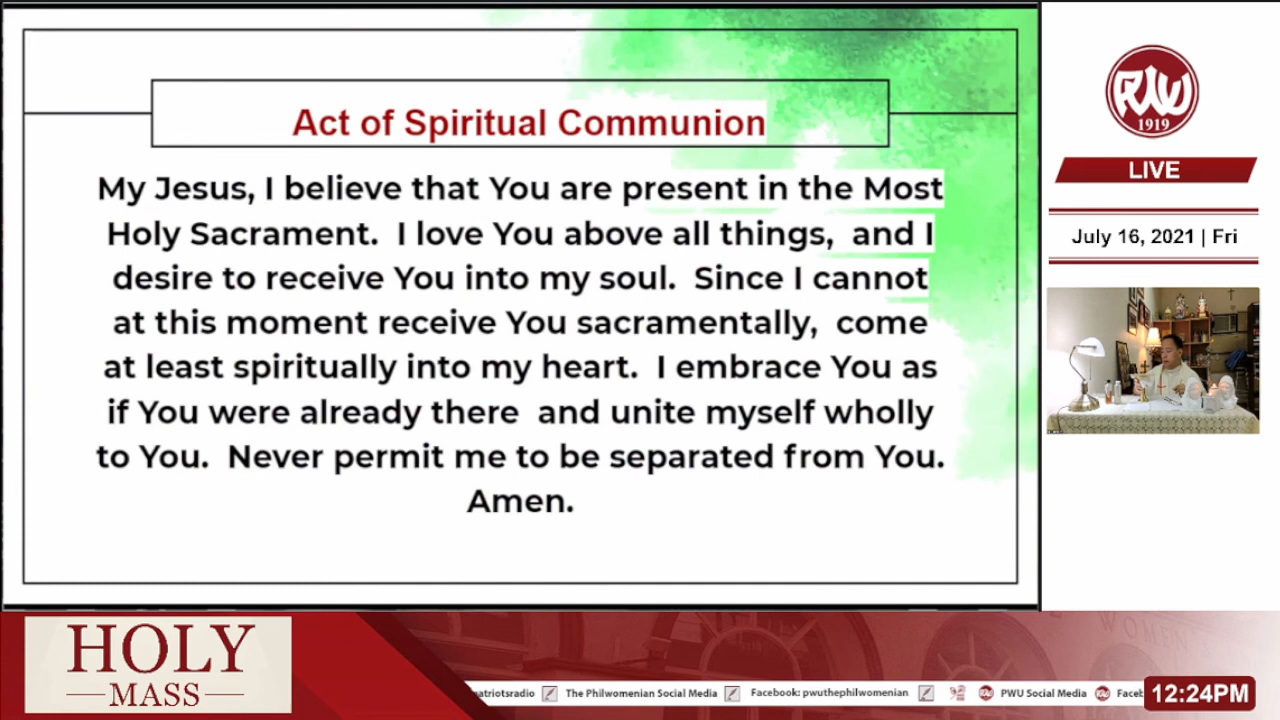 Act of Spiritual Communion
My Jesus, I believe that You are present in the Most
Holy Sacrament. I love You above all things, and I
desire to receive You into my soul. Since I cannot
at this moment receive You sacramentally, come
at least spiritually into my heart. I embrace You as
if You were already there and unite myself wholly
to You. Never permit me to be separated from You.
Amen.
PWU
1919
LIVE
July 16, 2021 | Fri
HOLY
MASS
WOMEN
atriotsradio The Philwomenian Social Media Facebook: pwuthephilwomenian PWU Social Media Faceb
12:24PM